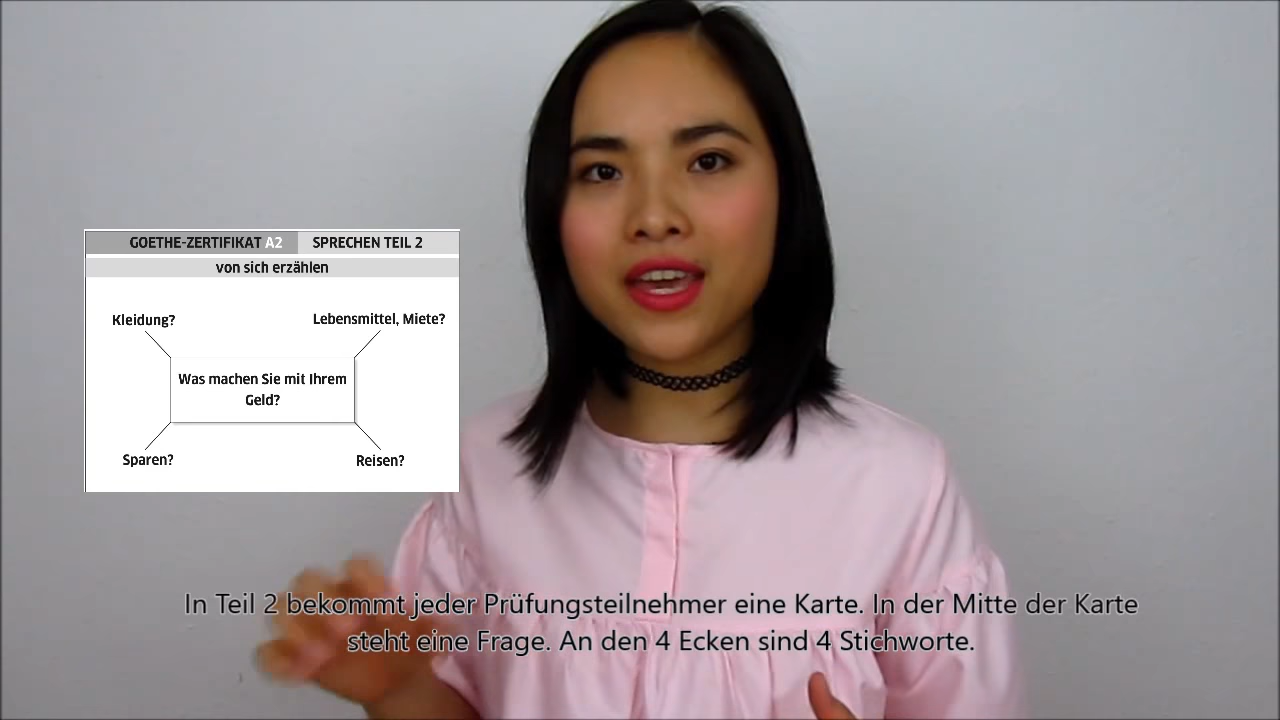 GOETHE-ZERTIFIKAT A2 SPRECHEN TEIL 2
von sich erzählen
Kleidung? Lebensmittel, Miete?
Was machen Sie mit Ihrem
Geld?
Sparen? Reisen?
In Teil 2 bekommt jeder Prüfungsteilnehmer eine Karte. In der Mitte der Karte
steht eine Frage. An den 4 Ecken sind 4 Stichworte.